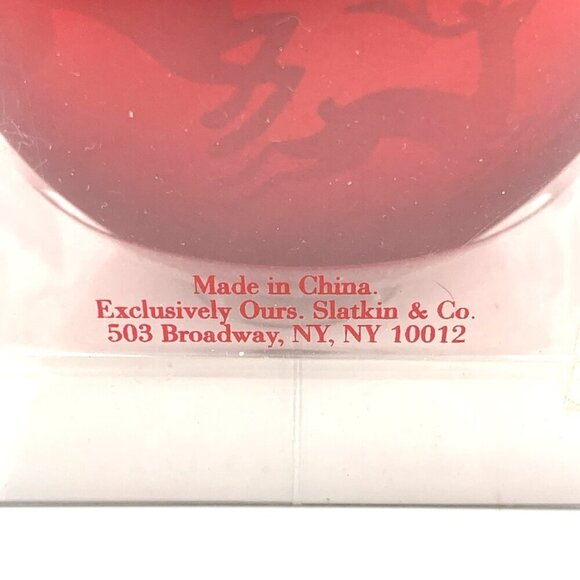 Made in China.
Exclusively Ours. Slatkin & Co.
503 Broadway, NY, NY 10012